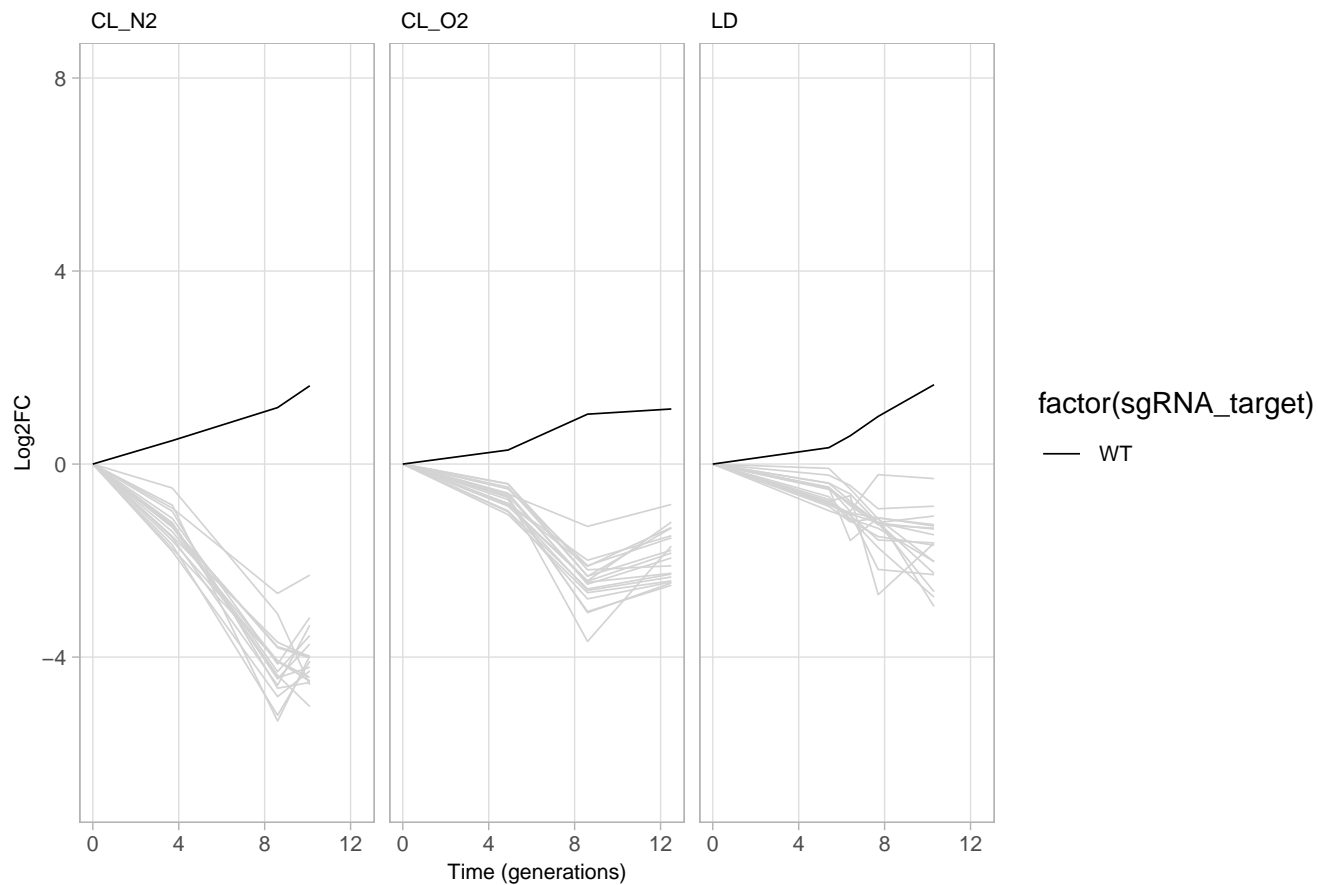 CL_N2 CL_O2 LD
8
4
0
−4
Log2FC
0 4 8 12 0 4 8 12 0 4 8 12
Time (generations)
factor(sgRNA_target)
WT